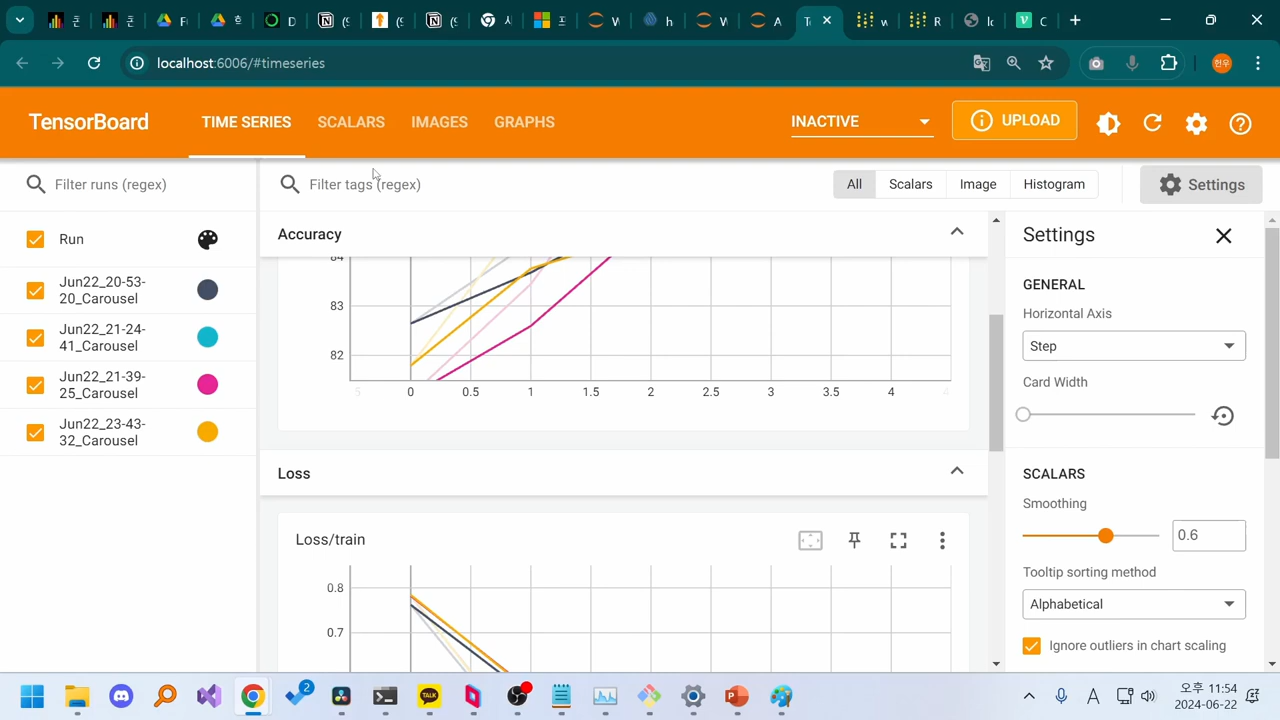 localhost:6006/#timeseries
현우
TensorBoard
TIME SERIES
SCALARS
IMAGES
GRAPHS
INACTIVE
UPLOAD
Filter runs (regex)
Filter tags (regex)
All
Scalars
Image
Histogram
Settings
Run
Jun22_20-53-
20_Carousel
Jun22_21-24-
41_Carousel
Jun22_21-39-
25_Carousel
Jun22_23-43-
32_Carousel
Accuracy
84
83
82
0
0.5
1
1.5
2
2.5
3
3.5
4
Loss
Loss/train
0.8
0.7
Settings
GENERAL
Horizontal Axis
Step
Card Width
SCALARS
Smoothing
0.6
Tooltip sorting method
Alphabetical
Ignore outliers in chart scaling
2
TALK
A
오후 11:54
2024-06-22